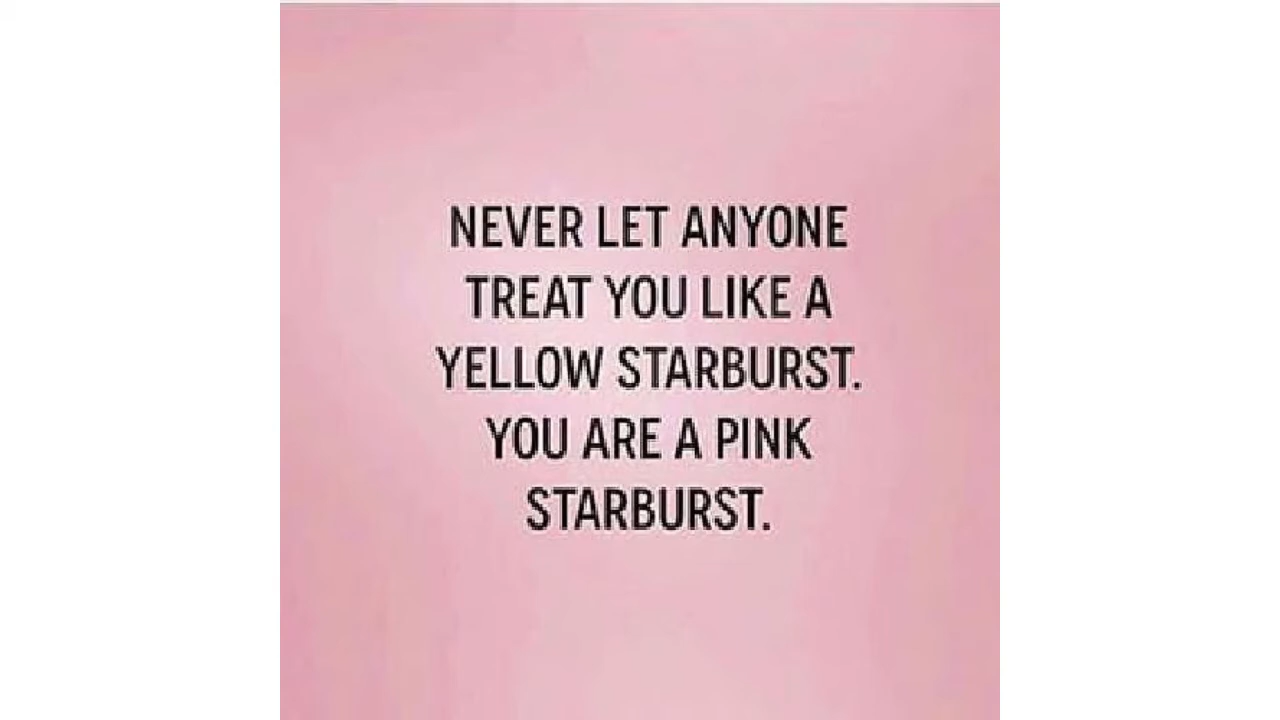 NEVER LET ANYONE
TREAT YOU LIKE A
YELLOW STARBURST.
YOU ARE A PINK
STARBURST.